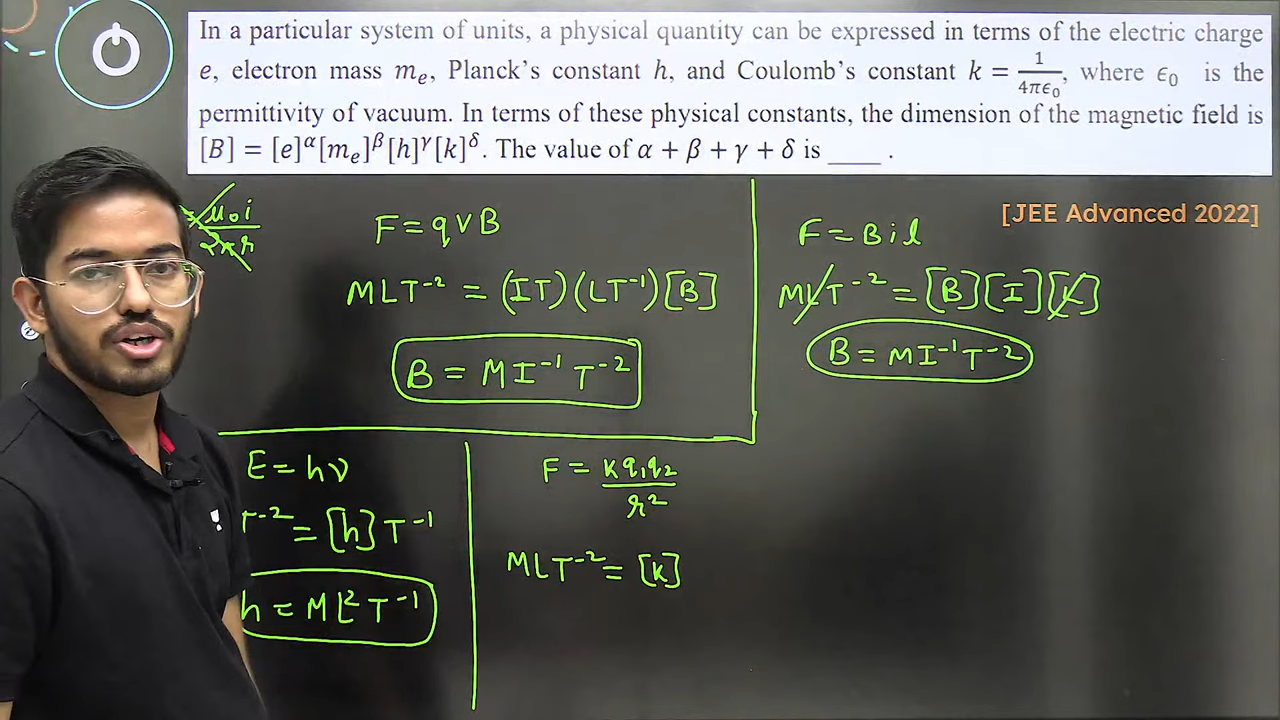 In a particular system of units, a physical quantity can be expressed in terms of the electric charge
e, electron mass mₑ, Planck's constant h, and Coulomb's constant k = 1/4πϵ₀, where ϵ₀ is the
permittivity of vacuum. In terms of these physical constants, the dimension of the magnetic field is
[B] = [e]^α[mₑ]^β[h]^γ[k]^δ. The value of α + β + γ + δ is ____ .
[JEE Advanced 2022]
μ₀i/2πr
F = qVB
MLT⁻² = (IT)(LT⁻¹)[B]
B = MI⁻¹T⁻²
F = Bil
MLT⁻² = [B][I][L]
B = MI⁻¹T⁻²
E = hν
T⁻² = [h]T⁻¹
h = ML²T⁻¹
F = Kq₁q₂/r²
MLT⁻² = [K]